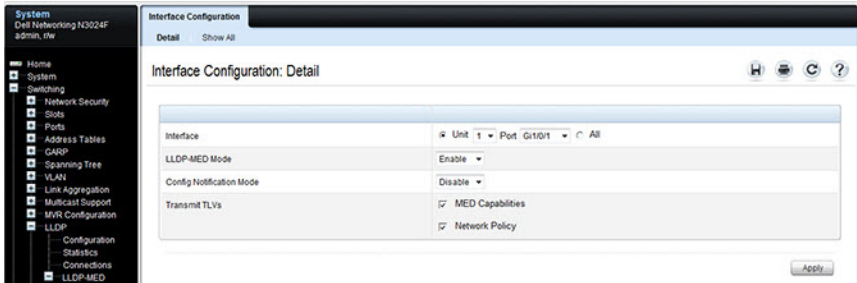 System
Dell Networking N3024F
admin, r/w
Home
System
Switching
Network Security
Slots
Ports
Address Tables
GARP
Spanning Tree
VLAN
Link Aggregation
Multicast Support
MVR Configuration
LLDP
Configuration
Statistics
Connections
LLDP-MED
Interface Configuration
Detail Show All
Interface Configuration: Detail
Interface Unit 1 Port Gi1/0/1 All
LLDP-MED Mode Enable
Config Notification Mode Disable
Transmit TLVs MED Capabilities
Network Policy
Apply